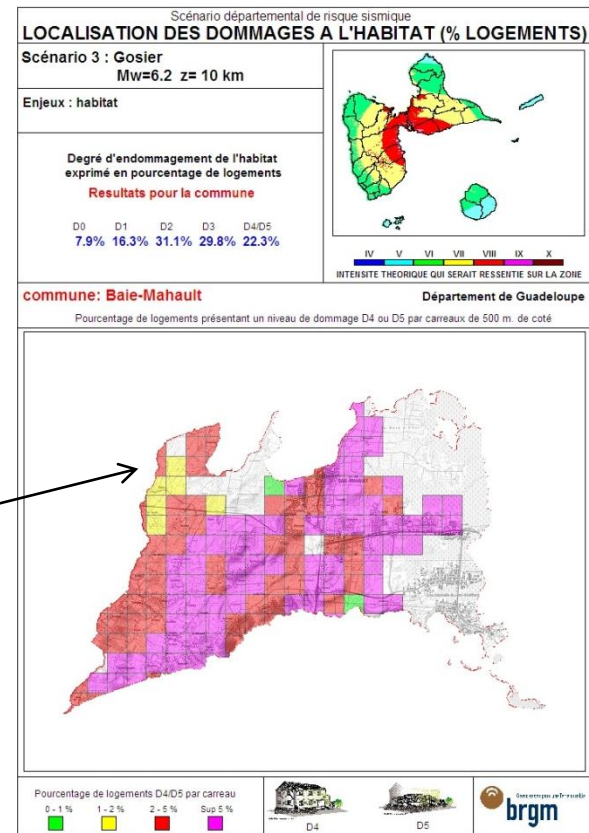 Scénario départemental de risque sismique
LOCALISATION DES DOMMAGES A L'HABITAT (% LOGEMENTS)
Scénario 3 : Gosier
Mw=6.2 z= 10 km
Enjeux : habitat
Degré d'endommagement de l'habitat
exprimé en pourcentage de logements
Resultats pour la commune
D0 D1 D2 D3 D4/D5
7.9% 16.3% 31.1% 29.8% 22.3%
IV V VI VII VIII IX X
INTENSITE THEORIQUE QUI SERAIT RESSENTIE SUR LA ZONE
commune: Baie-Mahault
Département de Guadeloupe
Pourcentage de logements présentant un niveau de dommage D4 ou D5 par carreaux de 500 m. de coté
Pourcentage de logements D4/D5 par carreau
0 - 1 % 1 - 2 % 2 - 5 % Sup 5 %
D4
D5
brgm